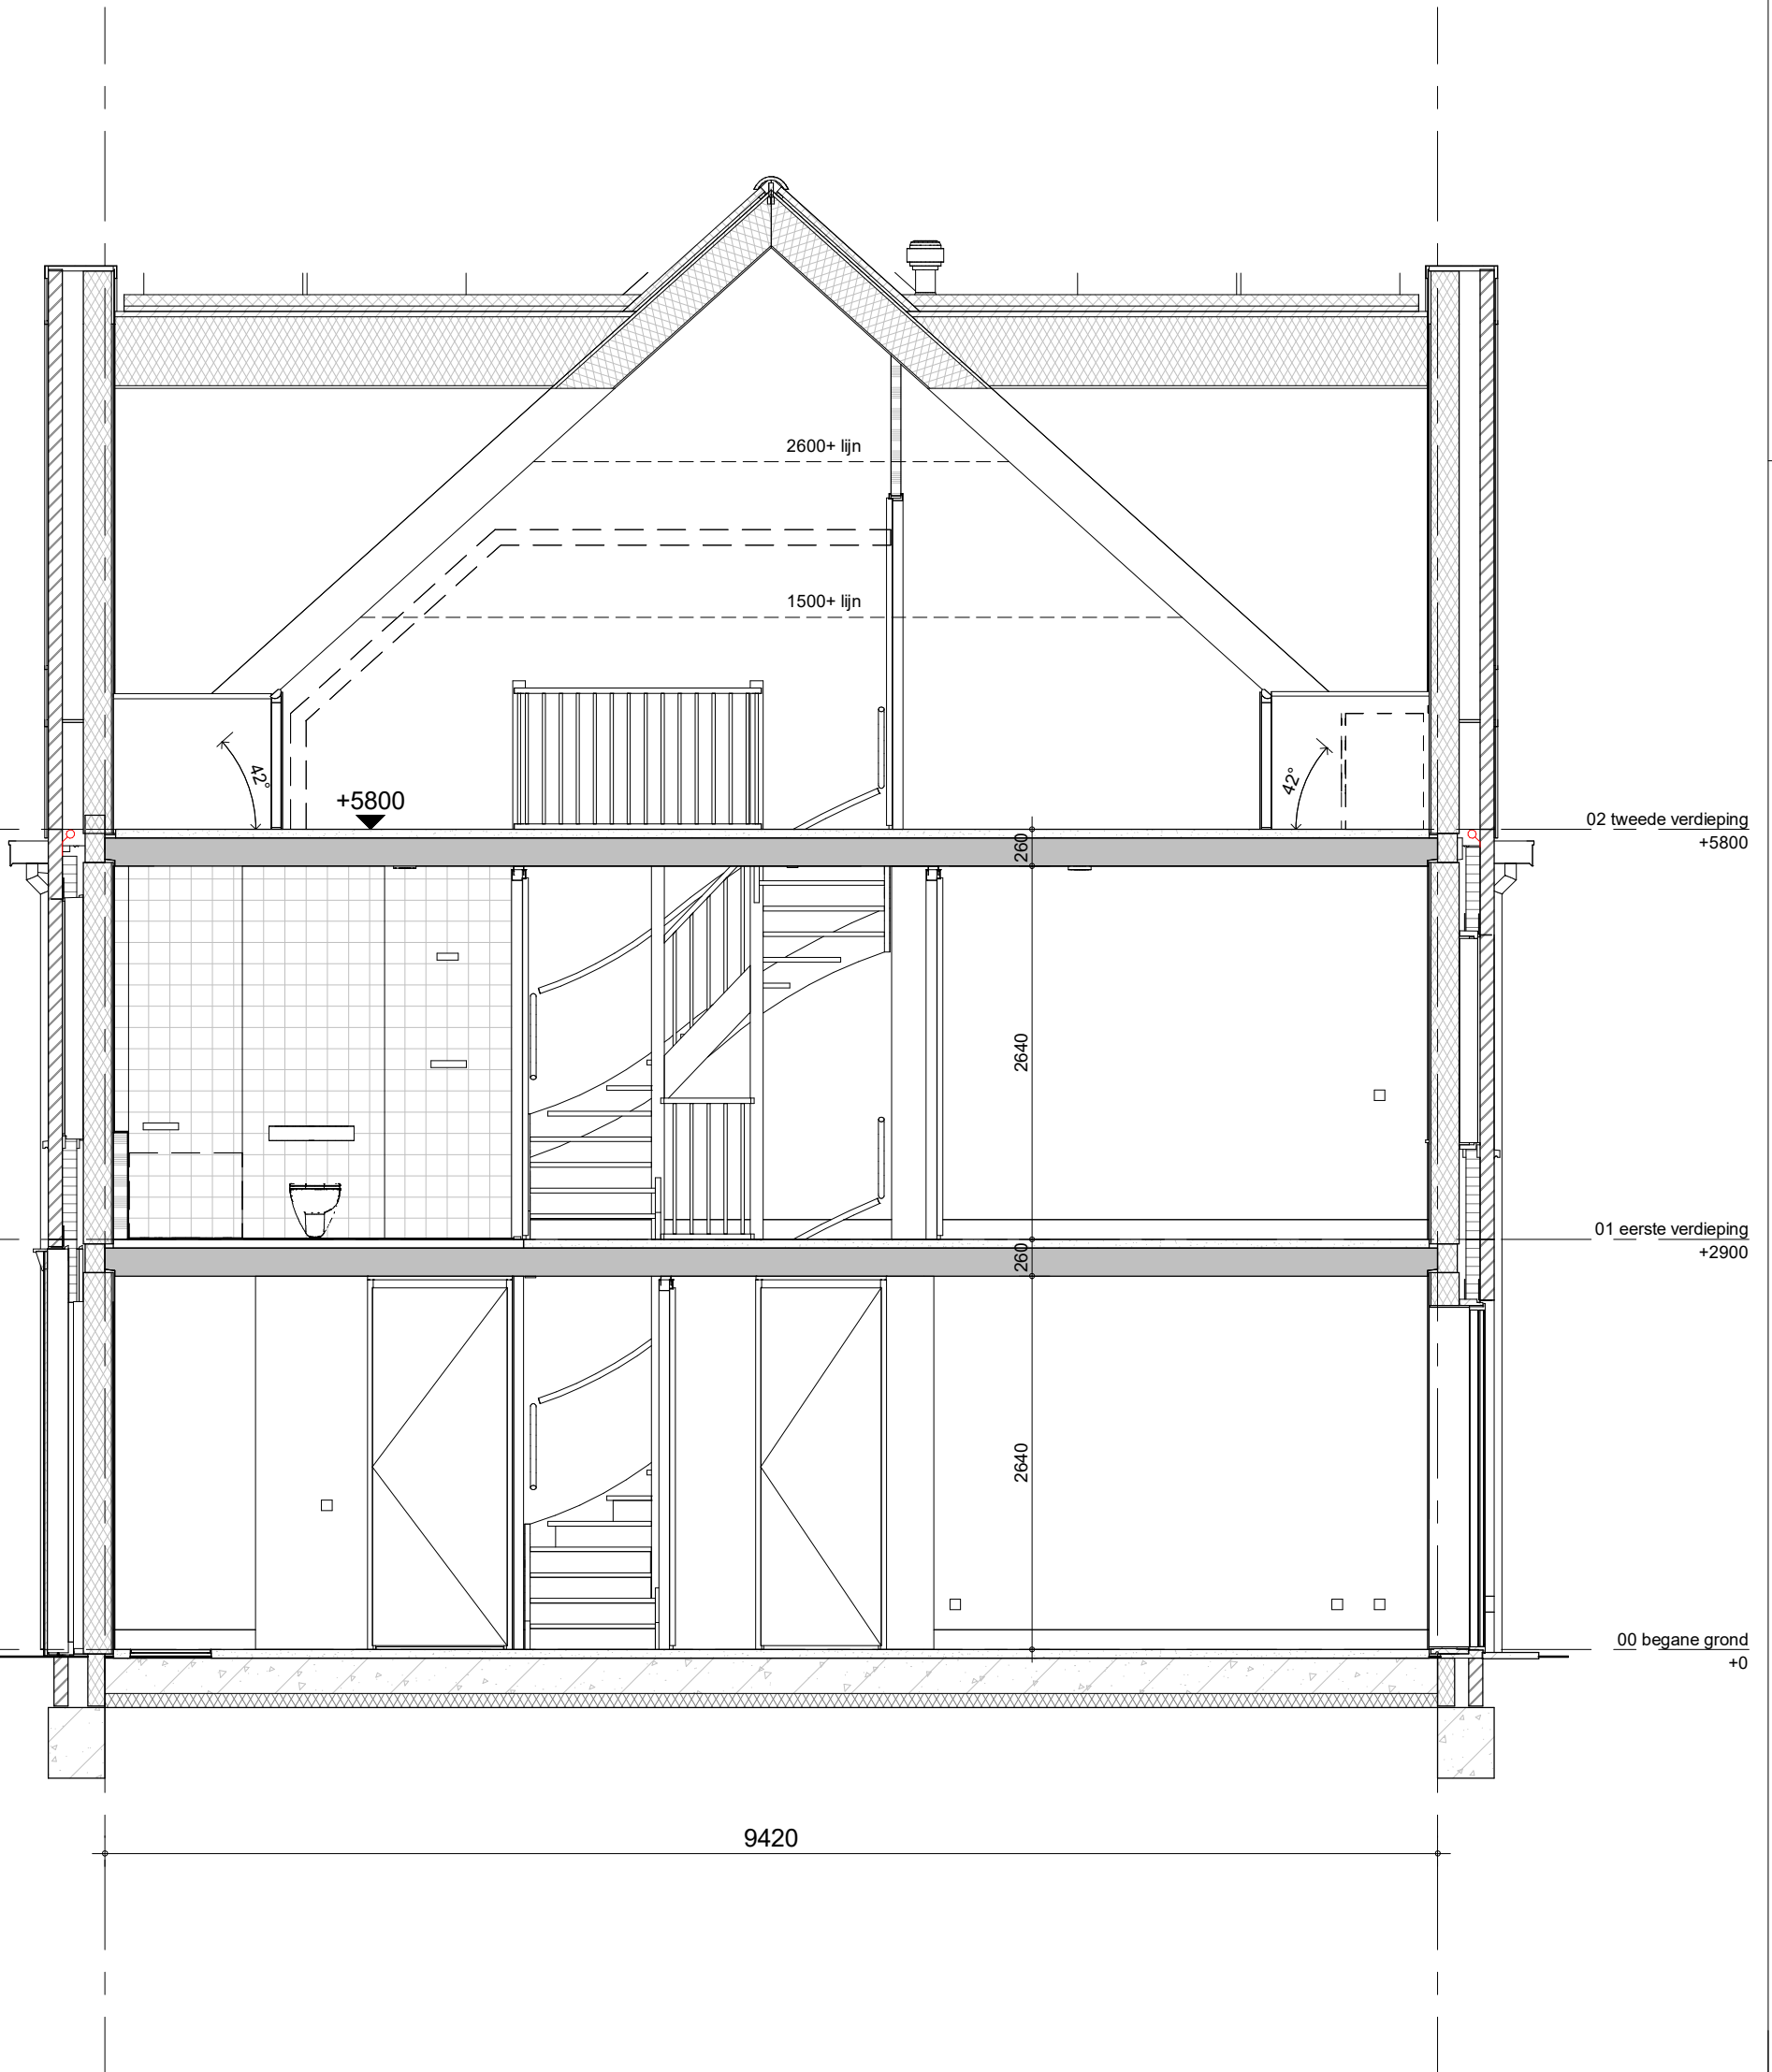 2600+ lijn
1500+ lijn
42°
+5800
42°
02 tweede verdieping
+5800
260
2640
01 eerste verdieping
+2900
260
2640
00 begane grond
+0
9420